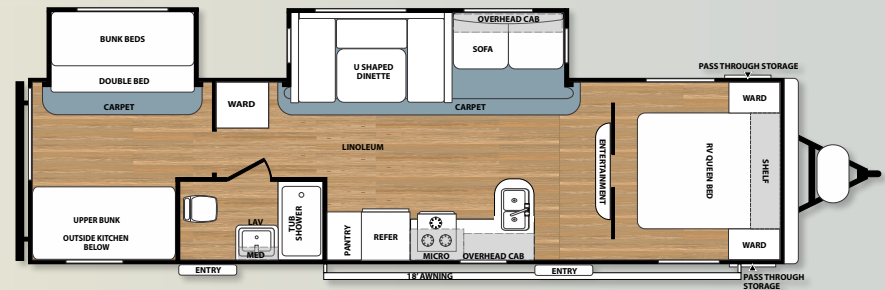 BUNK BEDS
DOUBLE BED
CARPET
WARD
U SHAPED
DINETTE
OVERHEAD CAB
SOFA
CARPET
PASS THROUGH STORAGE
WARD
LINOLEUM
ENTERTAINMENT
RV QUEEN BED
SHELF
UPPER BUNK
OUTSIDE KITCHEN
BELOW
LAV
MED
TUB
SHOWER
PANTRY
REFER
MICRO
OVERHEAD CAB
WARD
ENTRY
18' AWNING
ENTRY
PASS THROUGH
STORAGE